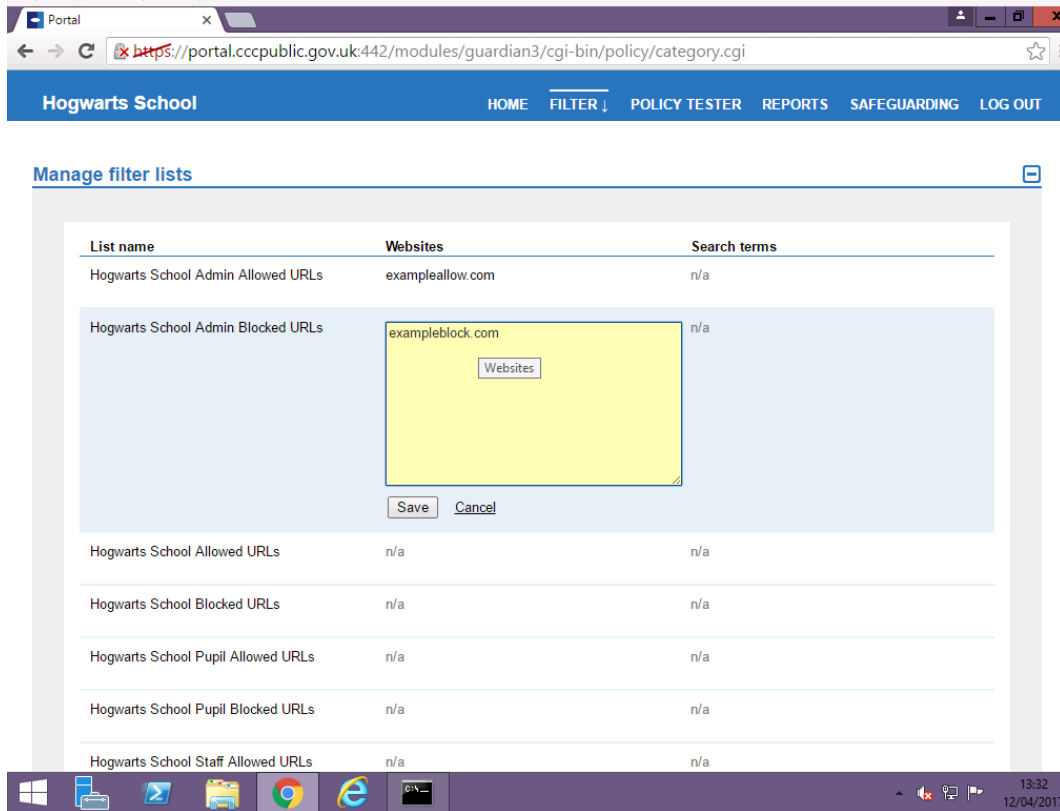 Portal
https://portal.cccpublic.gov.uk:442/modules/guardian3/cgi-bin/policy/category.cgi
Hogwarts School HOME FILTER ↓ POLICY TESTER REPORTS SAFEGUARDING LOG OUT
Manage filter lists
List name Websites Search terms
Hogwarts School Admin Allowed URLs exampleallow.com n/a
Hogwarts School Admin Blocked URLs exampleblock.com n/a
Websites
Save Cancel
Hogwarts School Allowed URLs n/a n/a
Hogwarts School Blocked URLs n/a n/a
Hogwarts School Pupil Allowed URLs n/a n/a
Hogwarts School Pupil Blocked URLs n/a n/a
Hogwarts School Staff Allowed URLs n/a n/a
C:\
13:32
12/04/201